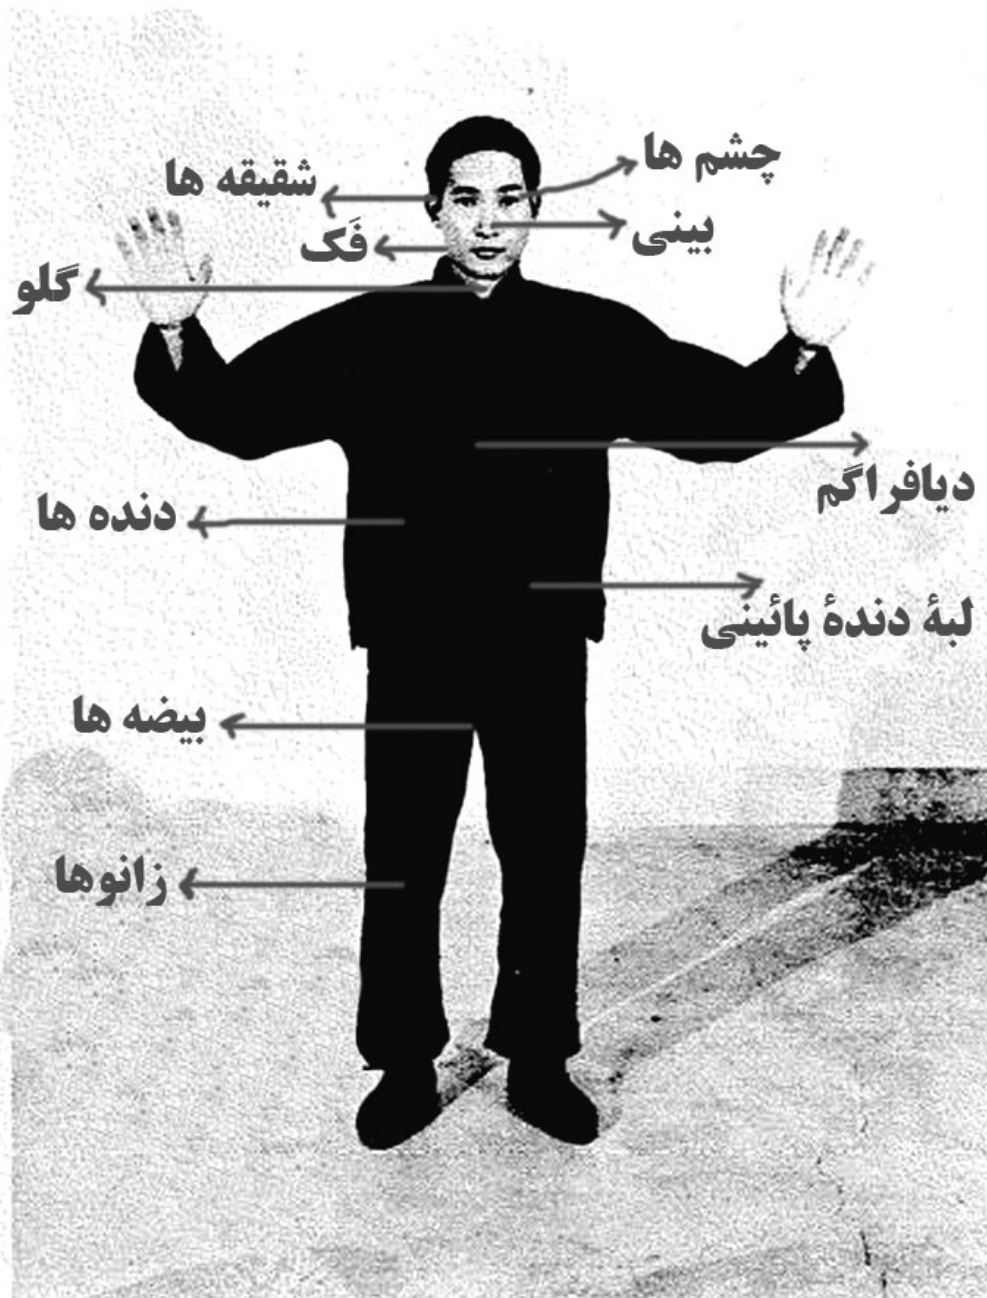 چشم ها
شقیقه ها
بینی
فَک
گلو
دیافراگم
دنده ها
لبهٔ دندهٔ پائینی
بیضه ها
زانوها